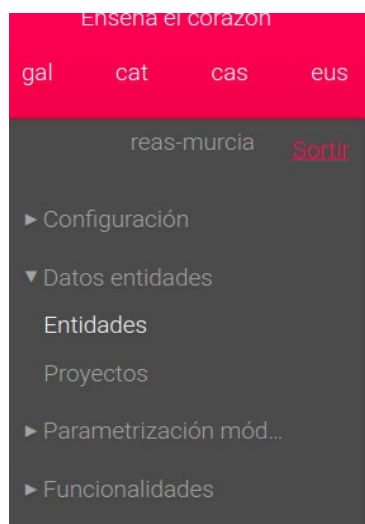 Enseña el corazón
gal cat cas eus
reas-murcia Sortir
► Configuración
▼ Datos entidades
Entidades
Proyectos
► Parametrización mód...
► Funcionalidades